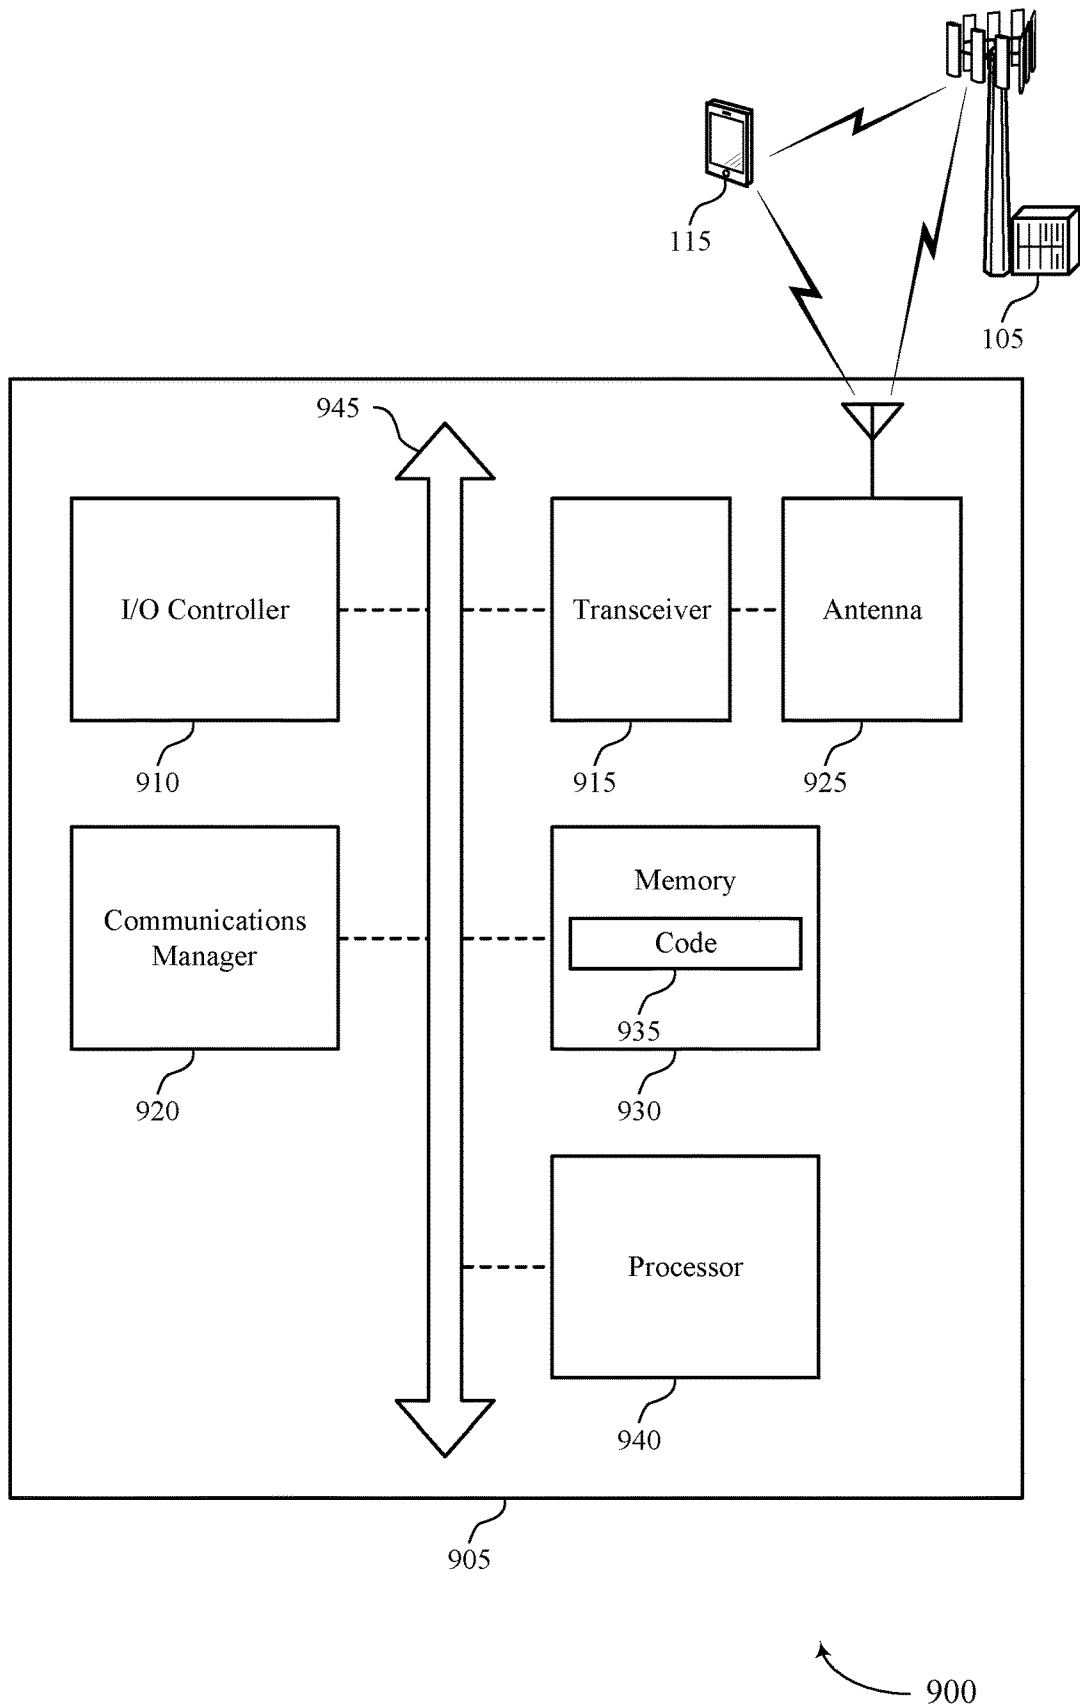 115
105
945
I/O Controller
Transceiver
Antenna
910
915
925
Communications
Manager
Memory
Code
935
920
930
Processor
940
905
900